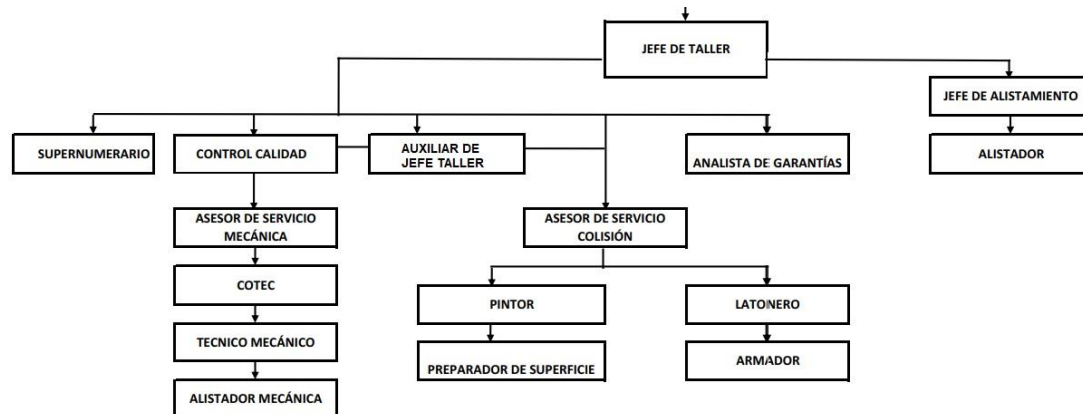 JEFE DE TALLER
JEFE DE ALISTAMIENTO
SUPERNUMERARIO
CONTROL CALIDAD
AUXILIAR DE
JEFE TALLER
ANALISTA DE GARANTÍAS
ALISTADOR
ASESOR DE SERVICIO
MECÁNICA
ASESOR DE SERVICIO
COLISIÓN
COTEC
PINTOR
LATONERO
TECNICO MECÁNICO
PREPARADOR DE SUPERFICIE
ARMADOR
ALISTADOR MECÁNICA